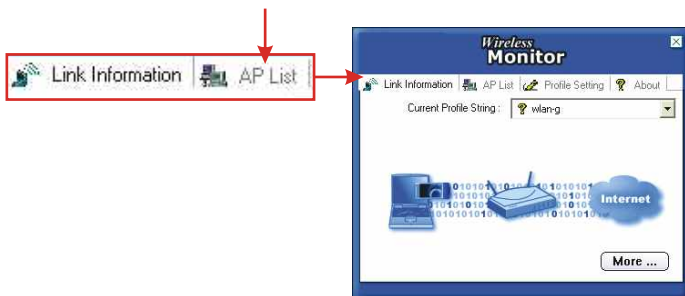 Link Information AP List
Wireless
Monitor
Link Information AP List Profile Setting About
Current Profile String : wlan-g
Internet
More ...